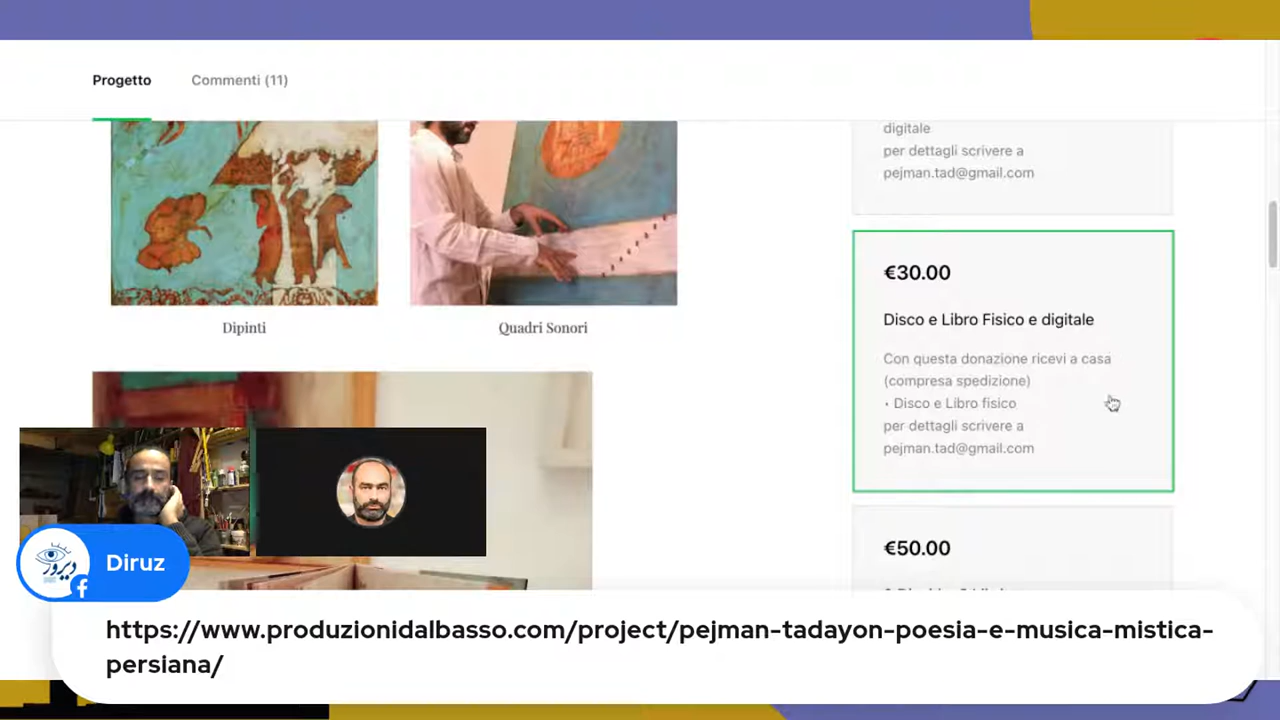 Progetto
Commenti (11)
digitale
per dettagli scrivere a
pejman.tad@gmail.com
Dipinti
Quadri Sonori
€30.00
Disco e Libro Fisico e digitale
Con questa donazione ricevi a casa
(compresa spedizione)
• Disco e Libro fisico
per dettagli scrivere a
pejman.tad@gmail.com
€50.00
ديروز
Diruz
https://www.produzionidalbasso.com/project/pejman-tadayon-poesia-e-musica-mistica-
persiana/